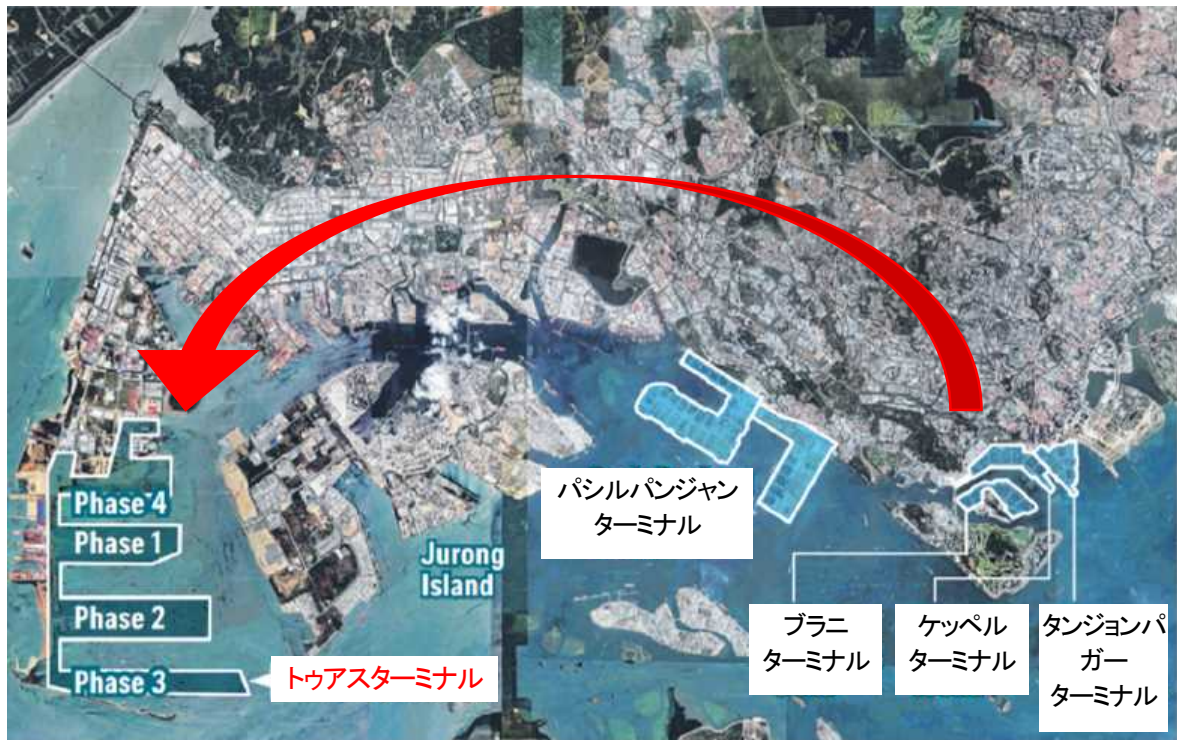 パシルパンジャン
ターミナル
Phase 4
Phase 1
Phase 2
Phase 3
Jurong
Island
トゥアスターミナル
ブラニ
ターミナル
ケッペル
ターミナル
タンジョンパ
ガー
ターミナル